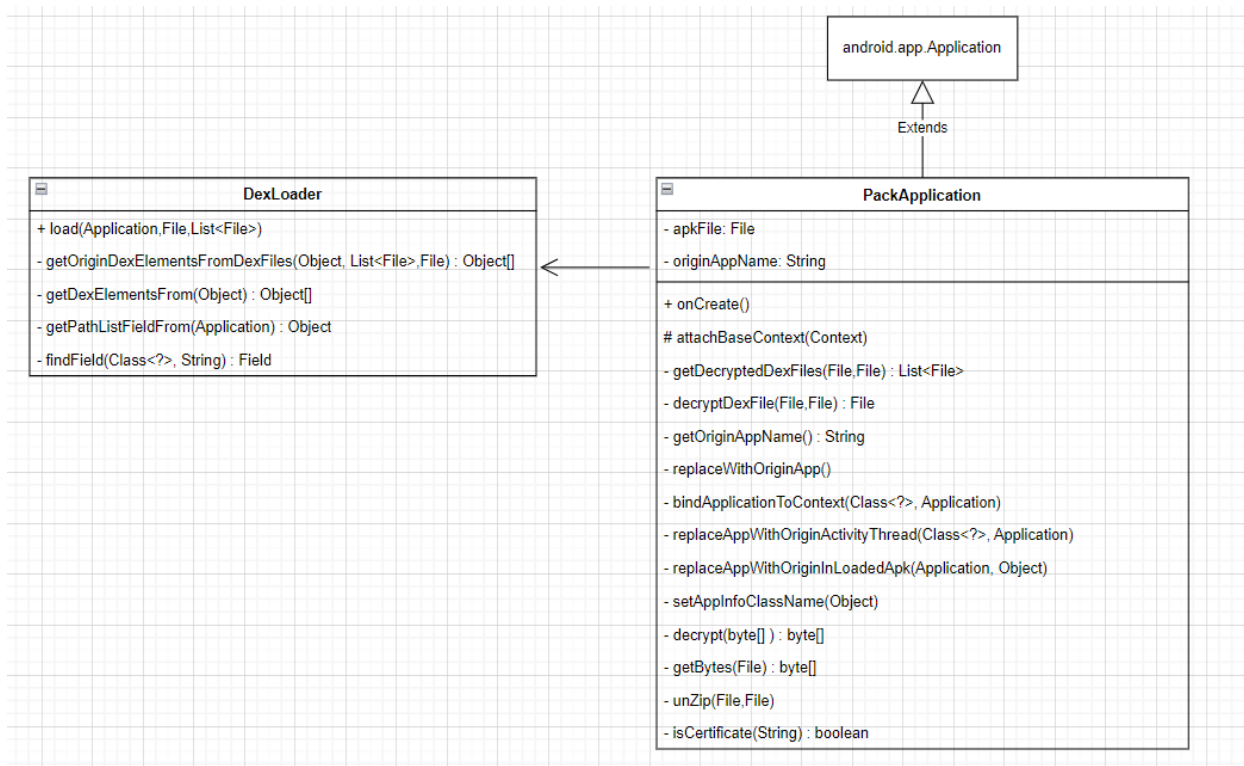 android.app.Application
Extends
DexLoader
+ load(Application,File,List<File>)
- getOriginDexElementsFromDexFiles(Object, List<File>,File) : Object[]
- getDexElementsFrom(Object) : Object[]
- getPathListFieldFrom(Application) : Object
- findField(Class<?>, String) : Field
PackApplication
- apkFile: File
- originAppName: String
+ onCreate()
# attachBaseContext(Context)
- getDecryptedDexFiles(File,File) : List<File>
- decryptDexFile(File,File) : File
- getOriginAppName() : String
- replaceWithOriginApp()
- bindApplicationToContext(Class<?>, Application)
- replaceAppWithOriginActivityThread(Class<?>, Application)
- replaceAppWithOriginInLoadedApk(Application, Object)
- setAppInfoClassName(Object)
- decrypt(byte[] ) : byte[]
- getBytes(File) : byte[]
- unZip(File,File)
- isCertificate(String) : boolean